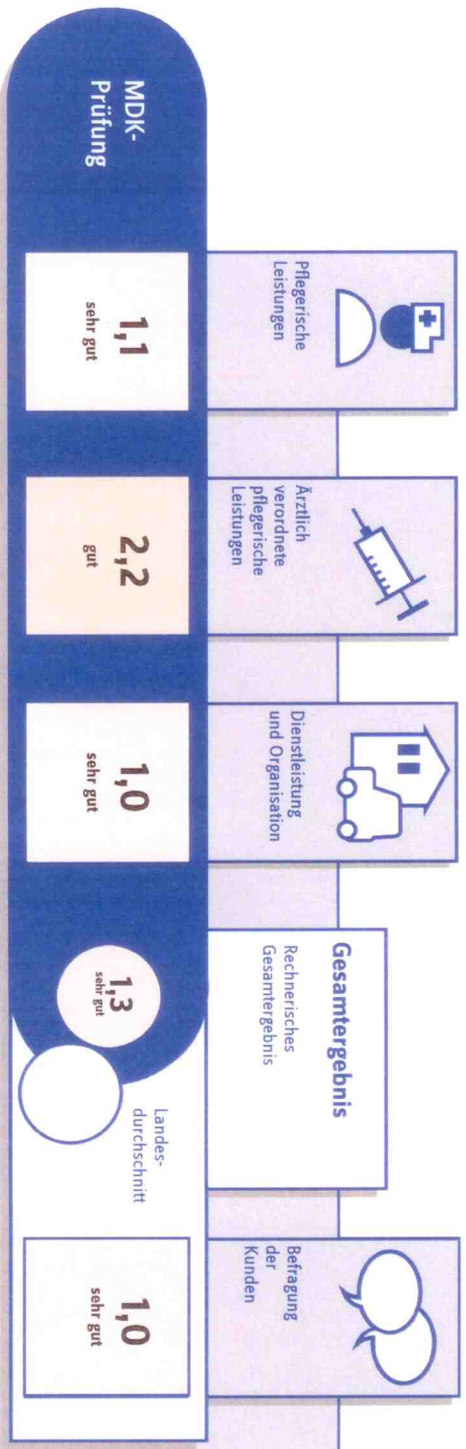 Pflegerische
Leistungen
Ärztlich
verordnete
pflegerische
Leistungen
Dienstleistung
und Organisation
Gesamtergebnis
Rechnerisches
Gesamtergebnis
Befragung
der
Kunden
MDK-
Prüfung
1,1
sehr gut
2,2
gut
1,0
sehr gut
1,3
sehr gut
Landes-
durchschnitt
1,0
sehr gut